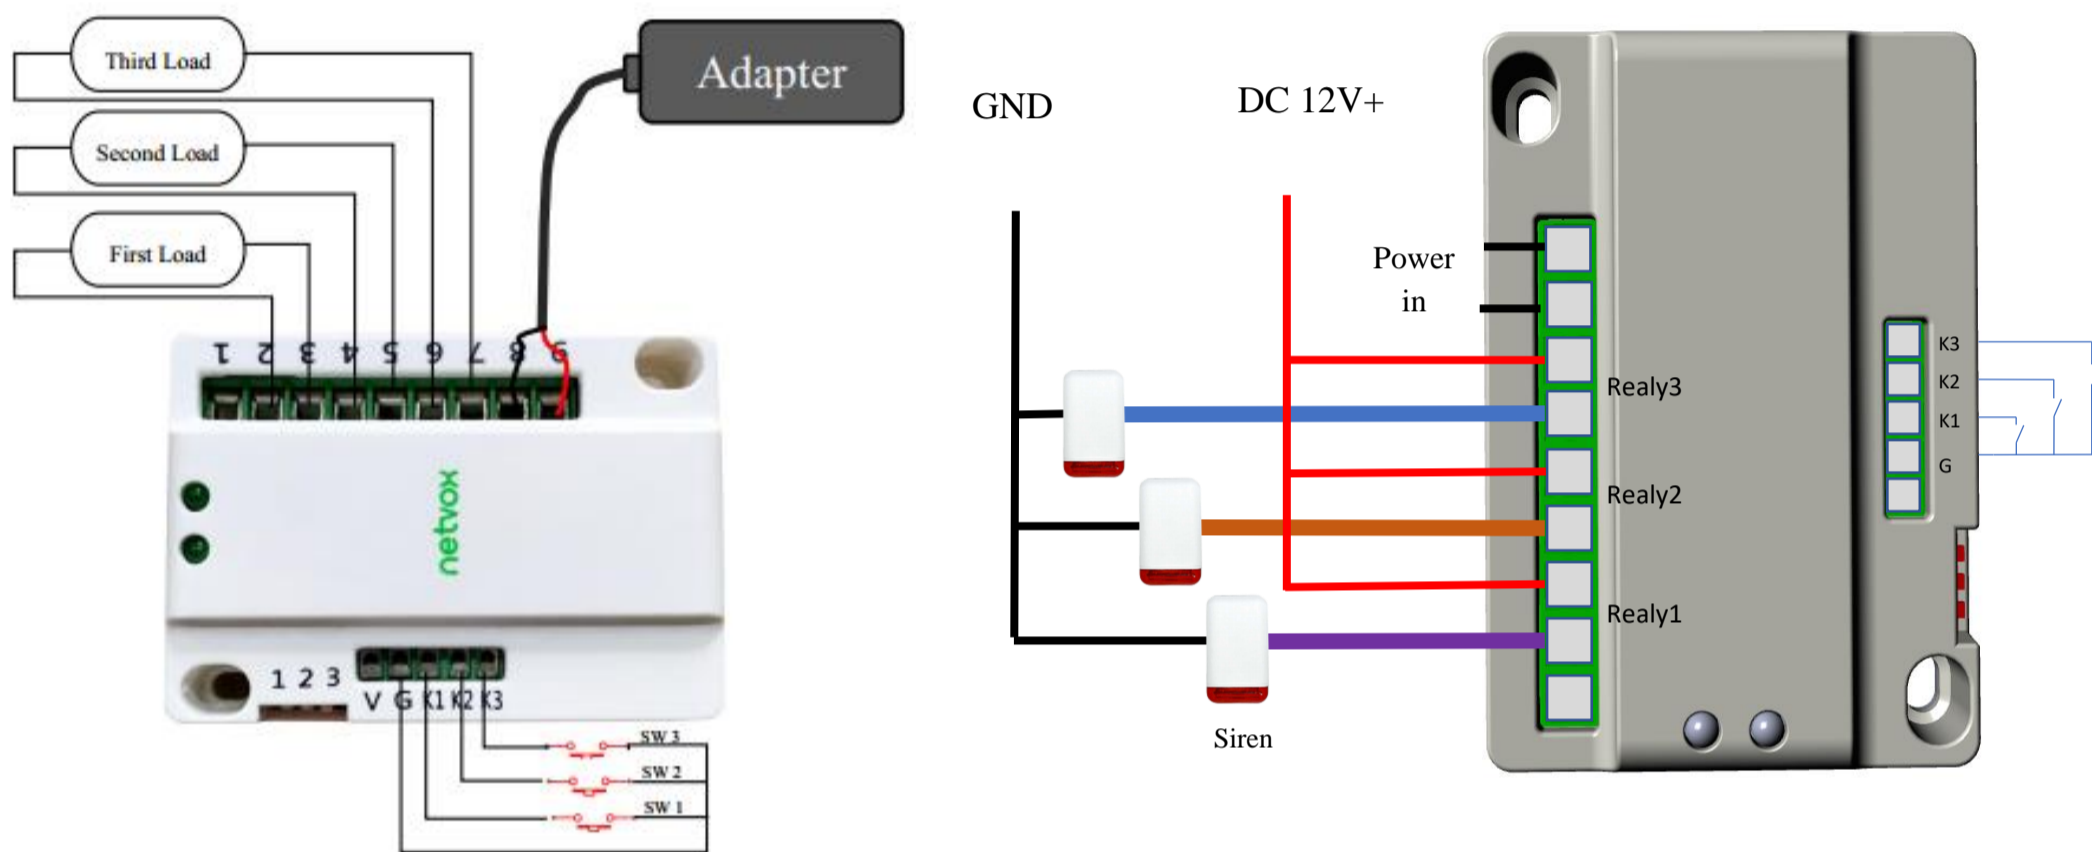 Third Load
Second Load
First Load
Adapter
1 2 3 4 5 6 7 8 9
netvox
1 2 3
V G K1 K2 K3
SW 3
SW 2
SW 1
GND
DC 12V+
Power
in
Realy3
Realy2
Realy1
Siren
K3
K2
K1
G